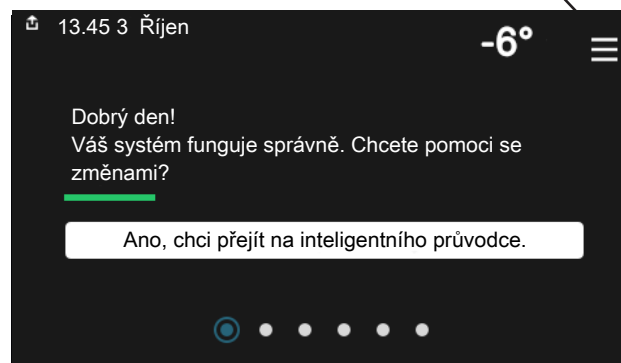 13.45 3 Říjen
-6°
Dobrý den!
Váš systém funguje správně. Chcete pomoci se
změnami?
Ano, chci přejít na inteligentního průvodce.